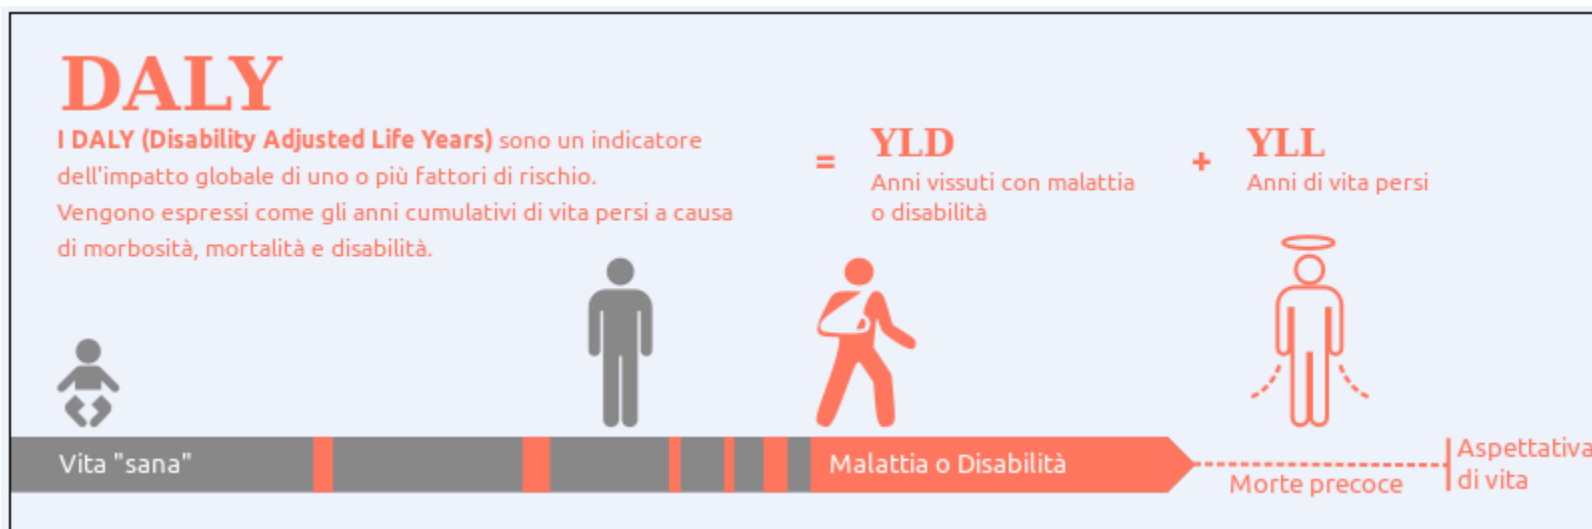 DALY
I DALY (Disability Adjusted Life Years) sono un indicatore
dell'impatto globale di uno o più fattori di rischio.
Vengono espressi come gli anni cumulativi di vita persi a causa
di morbosità, mortalità e disabilità.
=
YLD
Anni vissuti con malattia
o disabilità
+
YLL
Anni di vita persi
Vita "sana"
Malattia o Disabilità
Morte precoce
Aspettativa
di vita